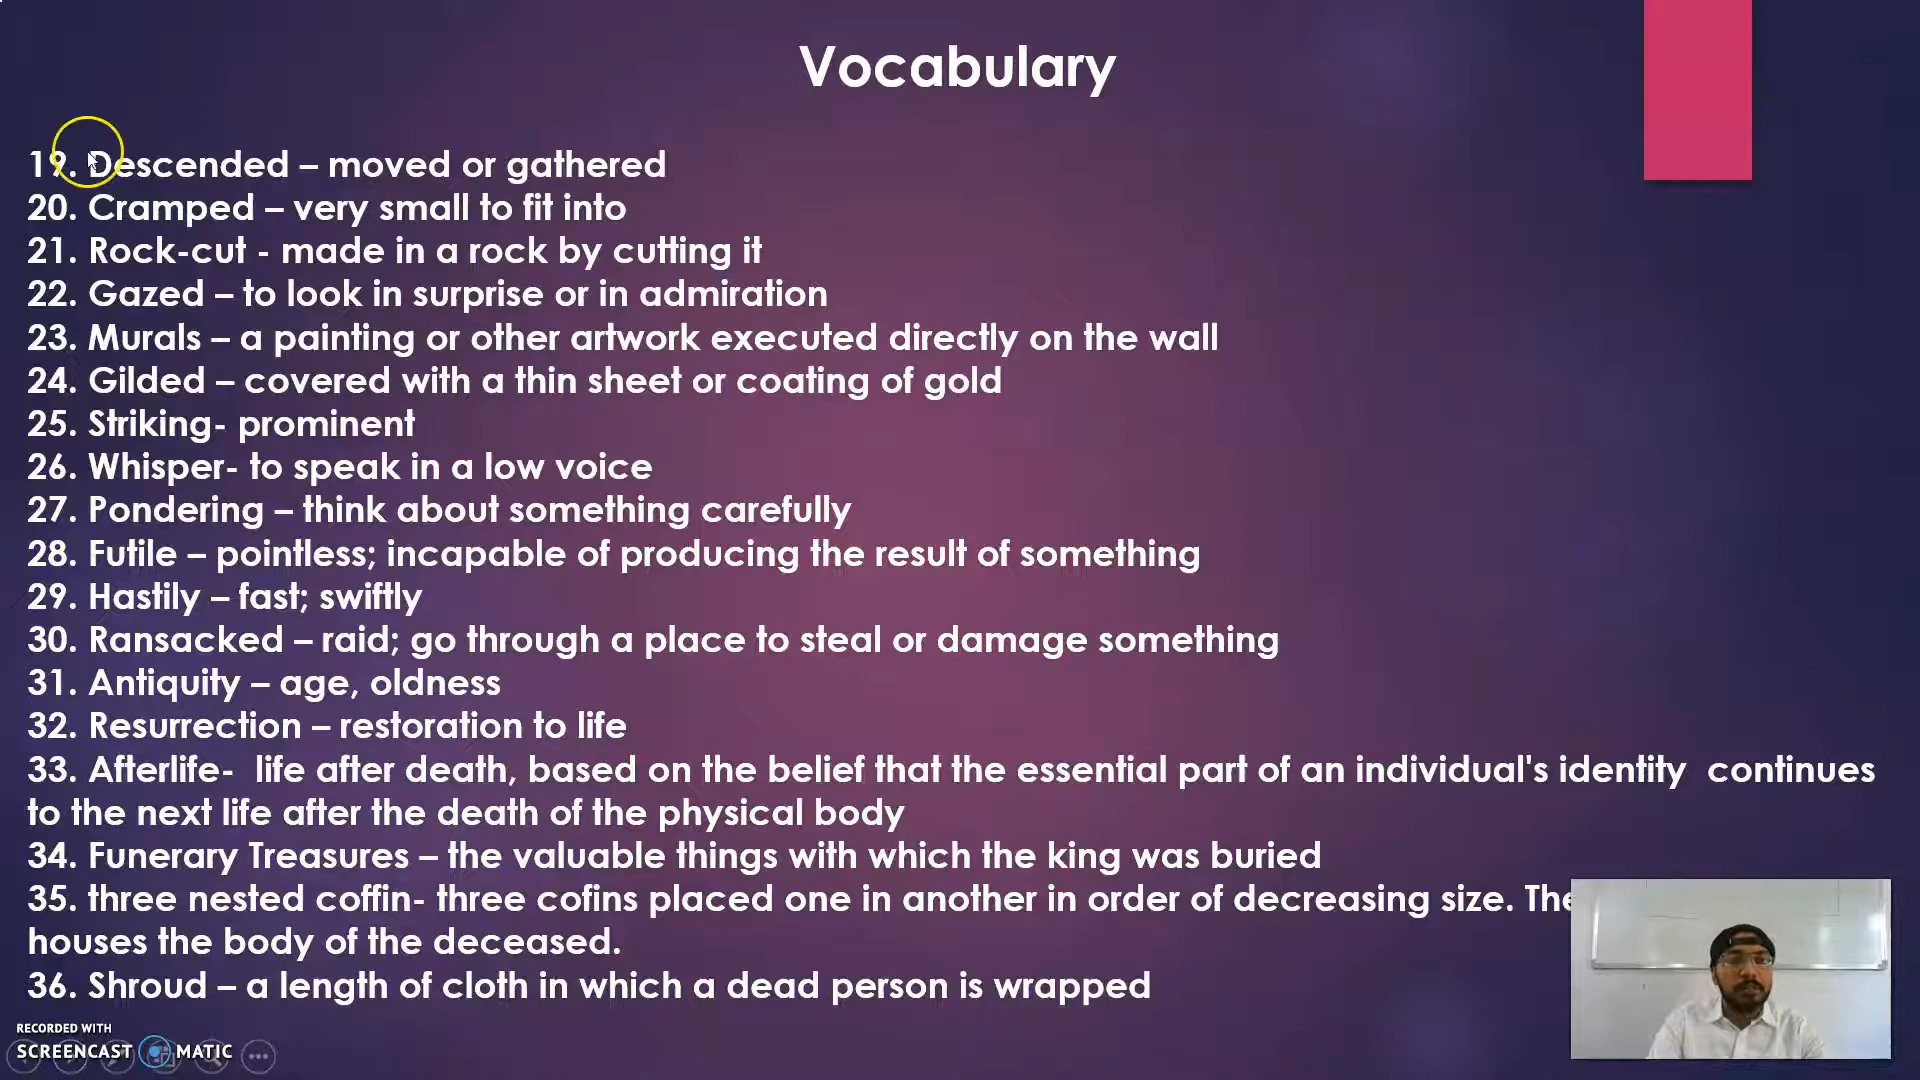 Vocabulary
19. Descended – moved or gathered
20. Cramped – very small to fit into
21. Rock-cut - made in a rock by cutting it
22. Gazed – to look in surprise or in admiration
23. Murals – a painting or other artwork executed directly on the wall
24. Gilded – covered with a thin sheet or coating of gold
25. Striking- prominent
26. Whisper- to speak in a low voice
27. Pondering – think about something carefully
28. Futile – pointless; incapable of producing the result of something
29. Hastily – fast; swiftly
30. Ransacked – raid; go through a place to steal or damage something
31. Antiquity – age, oldness
32. Resurrection – restoration to life
33. Afterlife-  life after death, based on the belief that the essential part of an individual's identity  continues
to the next life after the death of the physical body
34. Funerary Treasures – the valuable things with which the king was buried
35. three nested coffin- three cofins placed one in another in order of decreasing size.
houses the body of the deceased.
36. Shroud – a length of cloth in which a dead person is wrapped
RECORDED WITH
SCREENCAST MATIC